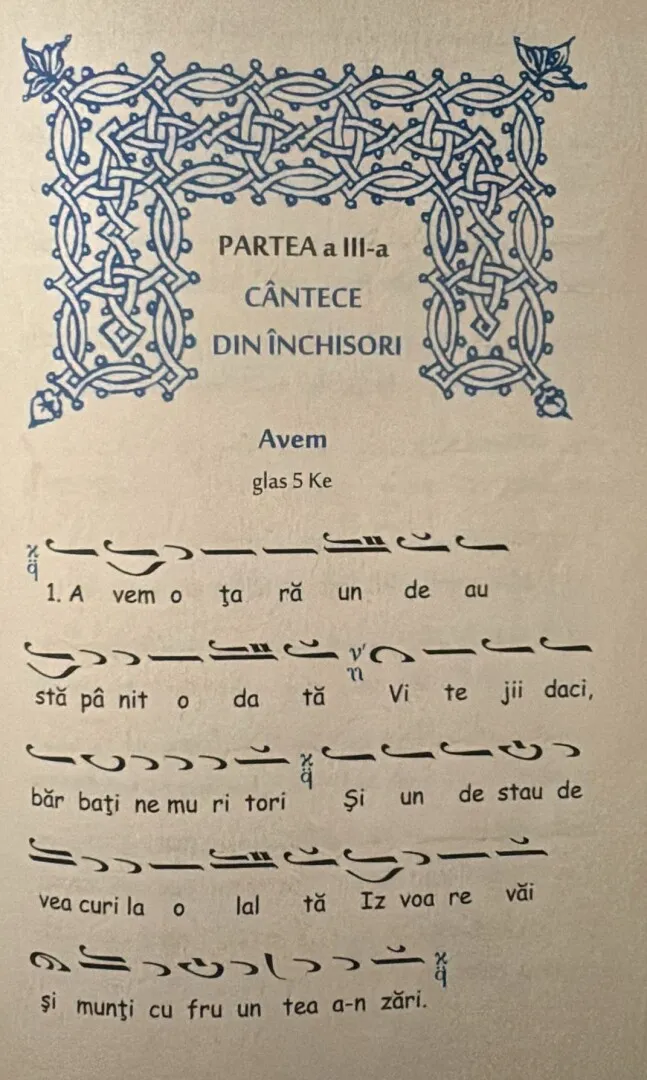 PARTEA a III-a
CÂNTECE
DIN ÎNCHISORI
Avem
glas 5 Ke
1. A vem o ţa ră un de au
stă pâ nit o da tă Vi te jii daci,
băr baţi ne mu ri tori Şi un de stau de
vea curi la o lal tă Iz voa re văi
şi munţi cu fru un tea a-n zări.